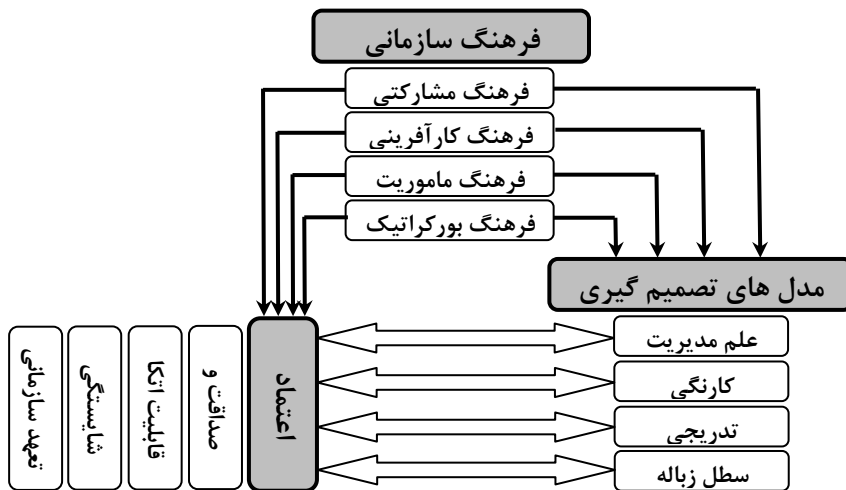 فرهنگ سازمانی
فرهنگ مشارکتی
فرهنگ کارآفرینی
فرهنگ ماموریت
فرهنگ بورکراتیک
مدل های تصمیم گیری
علم مدیریت
کارنگی
تدریجی
سطل زباله
اعتماد
صداقت و
قابلیت اتکا
شایستگی
تعهد سازمانی